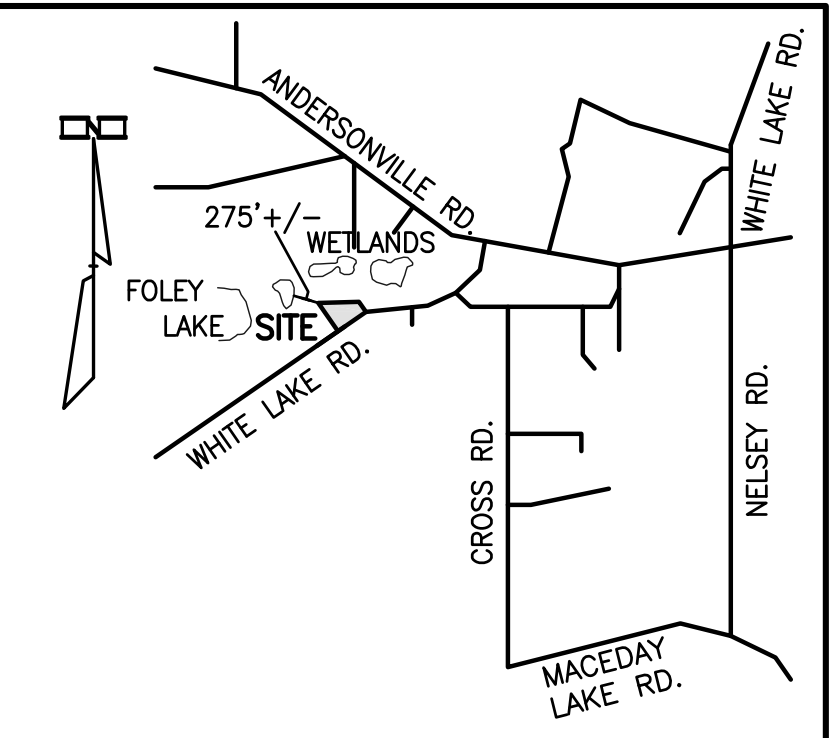 WHITE LAKE RD.
ANDERSONVILLE RD.
275'+/-
WETLANDS
FOLEY
LAKE
SITE
WHITE LAKE RD.
CROSS RD.
NELSEY RD.
MACEDAY
LAKE RD.
N